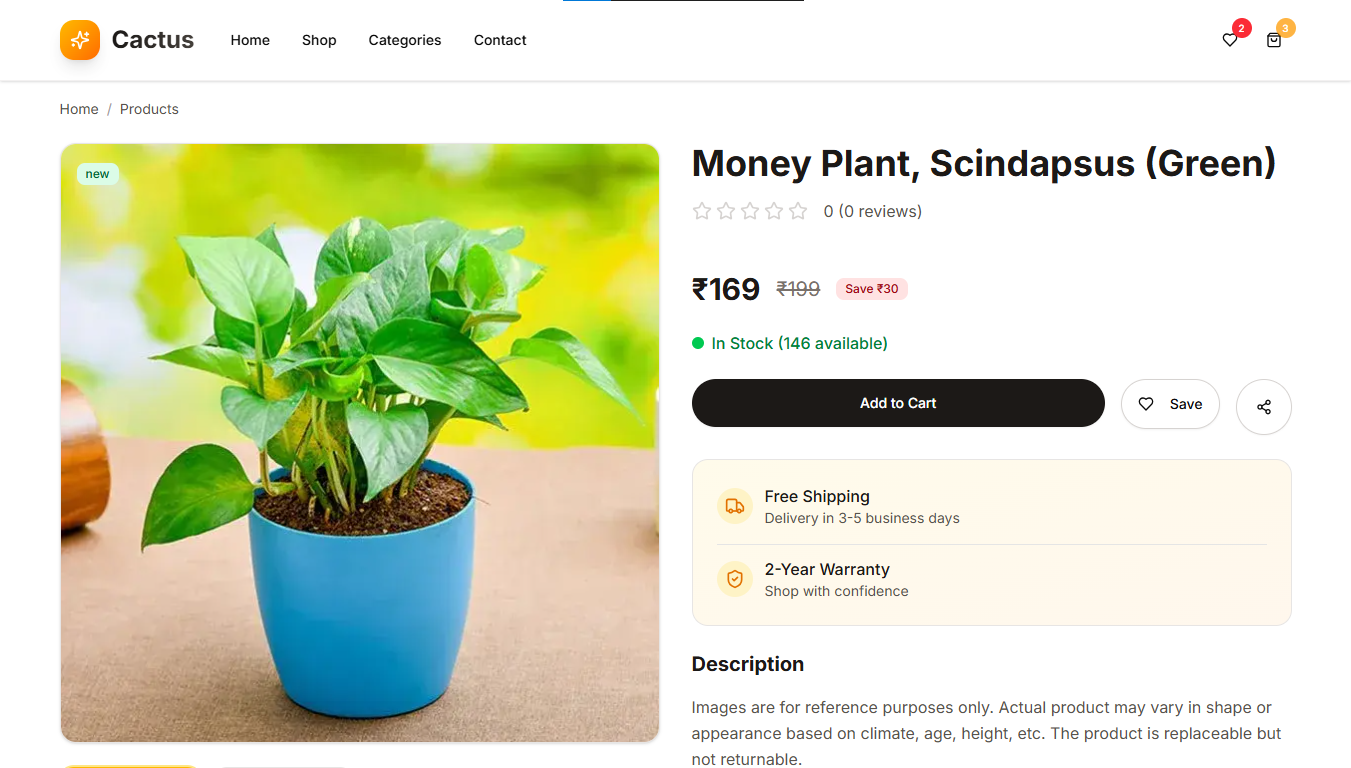 Cactus
Home
Shop
Categories
Contact
2
3
Home / Products
new
Money Plant, Scindapsus (Green)
0 (0 reviews)
₹169 ₹199 Save ₹30
In Stock (146 available)
Add to Cart
Save
Free Shipping
Delivery in 3-5 business days
2-Year Warranty
Shop with confidence
Description
Images are for reference purposes only. Actual product may vary in shape or
appearance based on climate, age, height, etc. The product is replaceable but
not returnable.